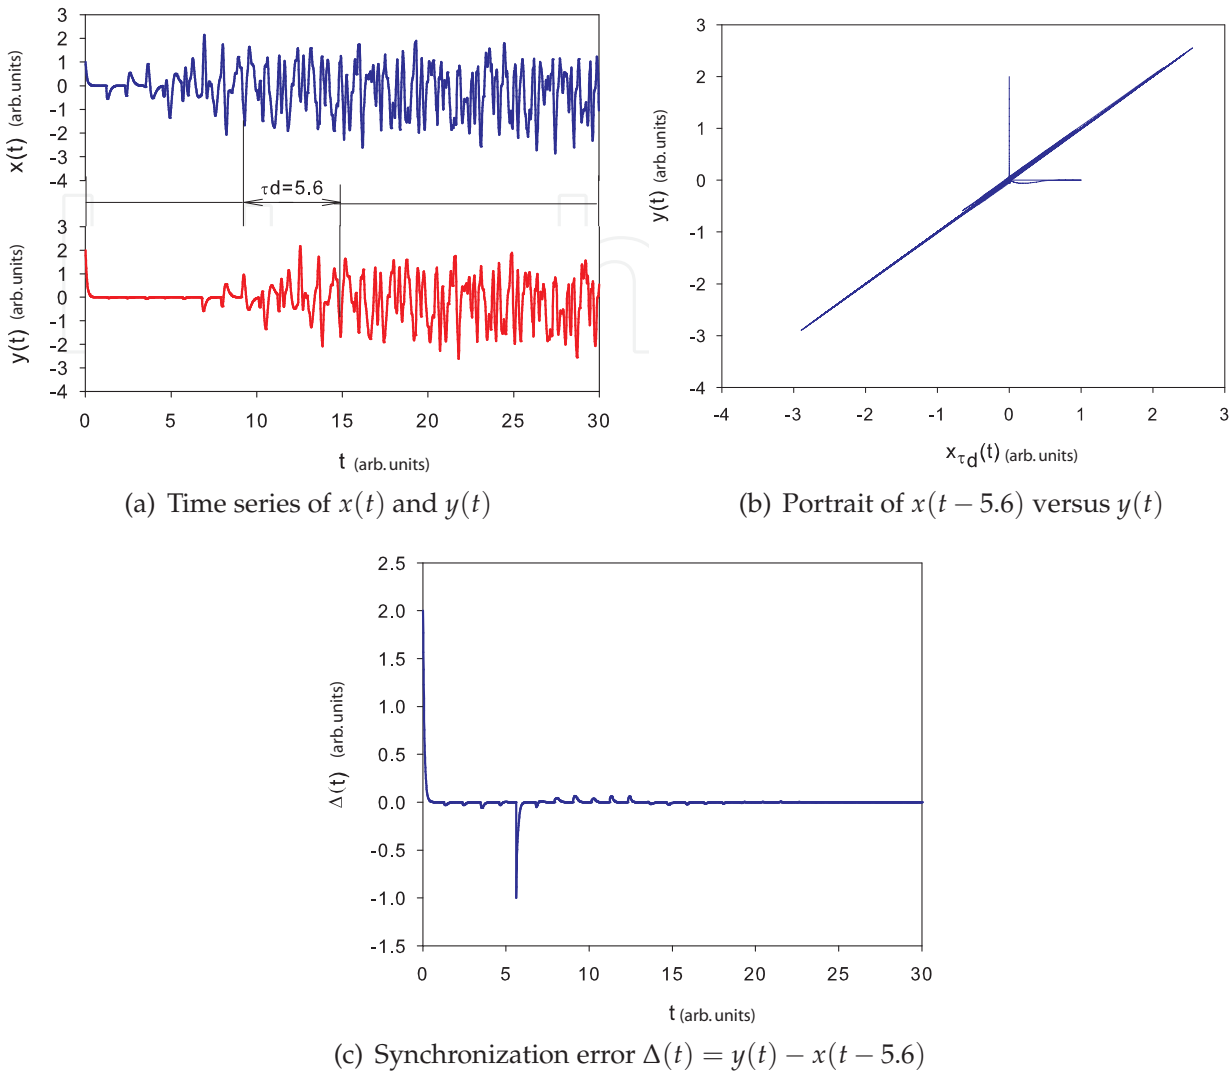 3
2
1
0
-1
-2
-3
-4
x(t) (arb.units)
τd=5.6
3
2
1
0
-1
-2
-3
-4
y(t) (arb.units)
0 5 10 15 20 25 30
t (arb. units)
(a) Time series of x(t) and y(t)
3
2
1
0
-1
-2
-3
-4
y(t) (arb.units)
-4 -3 -2 -1 0 1 2 3
xτd(t) (arb. units)
(b) Portrait of x(t − 5.6) versus y(t)
2.5
2.0
1.5
1.0
0.5
0.0
-0.5
-1.0
-1.5
Δ(t) (arb. units)
0 5 10 15 20 25 30
t (arb. units)
(c) Synchronization error Δ(t) = y(t) − x(t − 5.6)